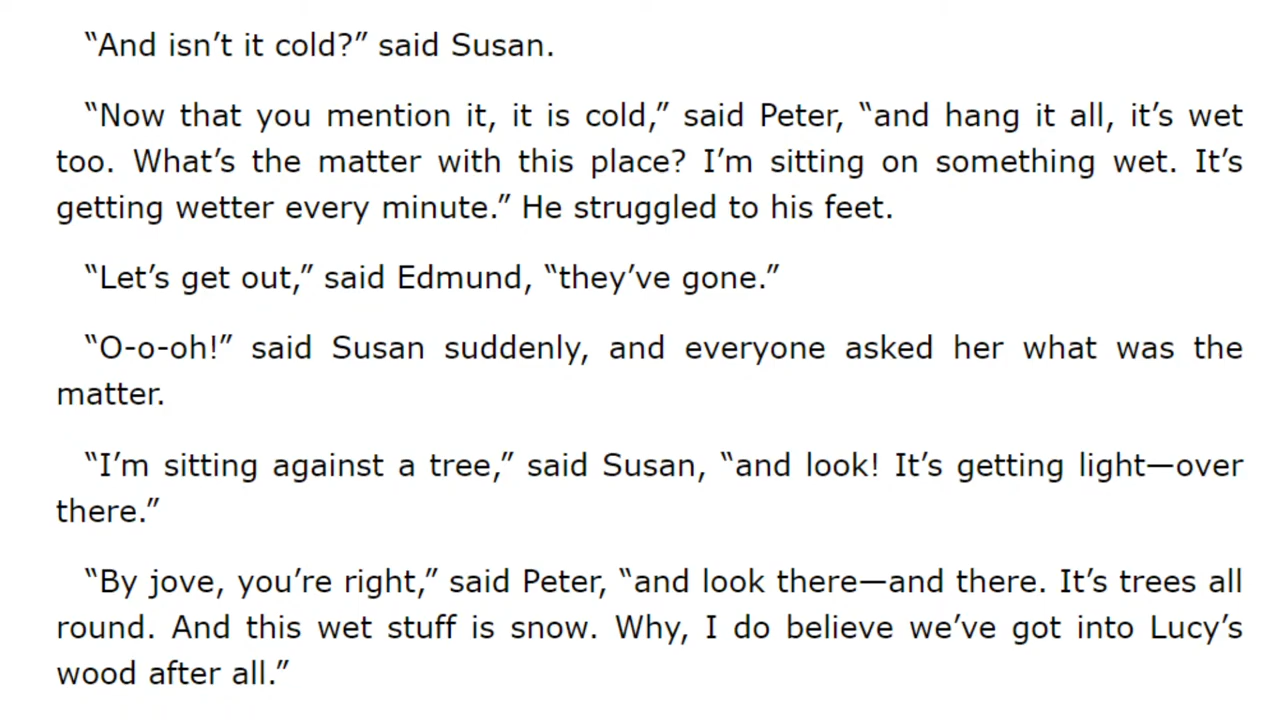 “And isn’t it cold?” said Susan.
“Now that you mention it, it is cold,” said Peter, “and hang it all, it’s wet
too. What’s the matter with this place? I’m sitting on something wet. It’s
getting wetter every minute.” He struggled to his feet.
“Let’s get out,” said Edmund, “they’ve gone.”
“O-o-oh!” said Susan suddenly, and everyone asked her what was the
matter.
“I’m sitting against a tree,” said Susan, “and look! It’s getting light—over
there.”
“By jove, you’re right,” said Peter, “and look there—and there. It’s trees all
round. And this wet stuff is snow. Why, I do believe we’ve got into Lucy’s
wood after all.”